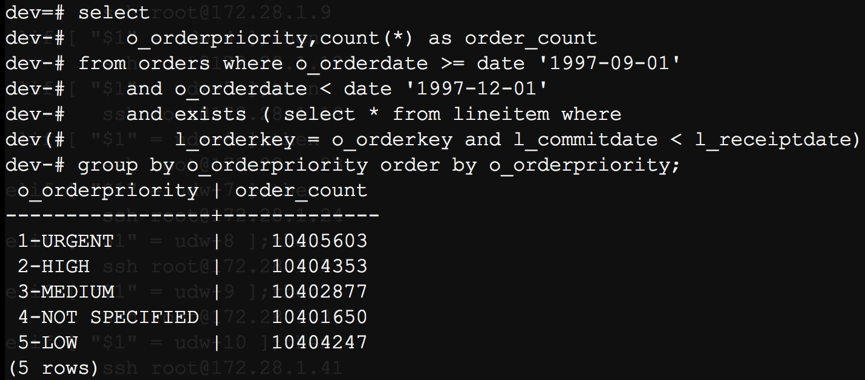 dev=# select
dev-#     o_orderpriority,count(*) as order_count
dev-# from orders where o_orderdate >= date '1997-09-01'
dev-#     and o_orderdate < date '1997-12-01'
dev-#     and exists ( select * from lineitem where
dev(#         l_orderkey = o_orderkey and l_commitdate < l_receiptdate)
dev-# group by o_orderpriority order by o_orderpriority;
 o_orderpriority | order_count
-----------------+-------------
 1-URGENT        |    10405603
 2-HIGH          |    10404353
 3-MEDIUM        |    10402877
 4-NOT SPECIFIED |    10401650
 5-LOW           |    10404247
(5 rows)